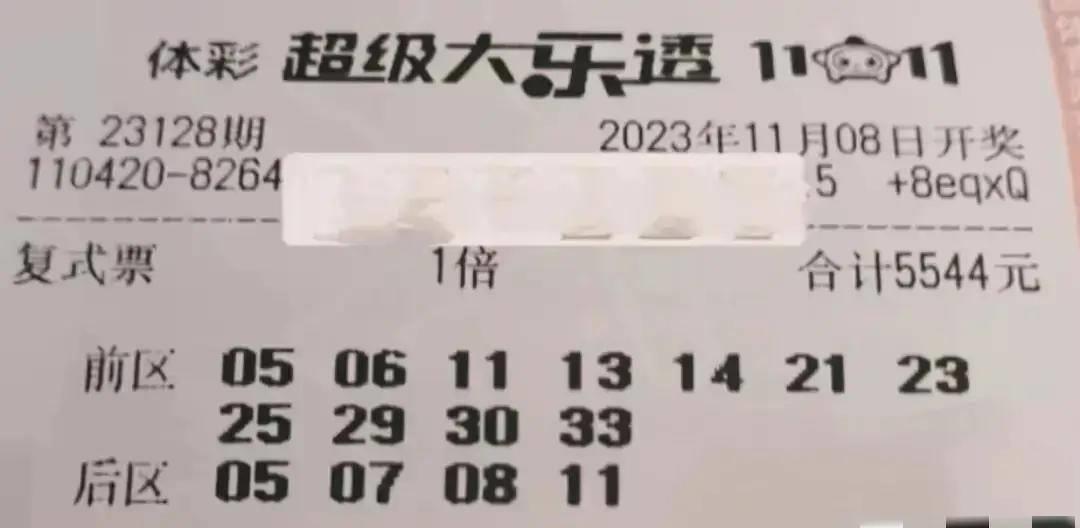 体彩 超级大乐透 11 11
第 23128期 2023年11月08日开奖
110420-8264 5 +8eqxQ
复式票 1倍 合计5544元
前区 05 06 11 13 14 21 23
25 29 30 33
后区 05 07 08 11